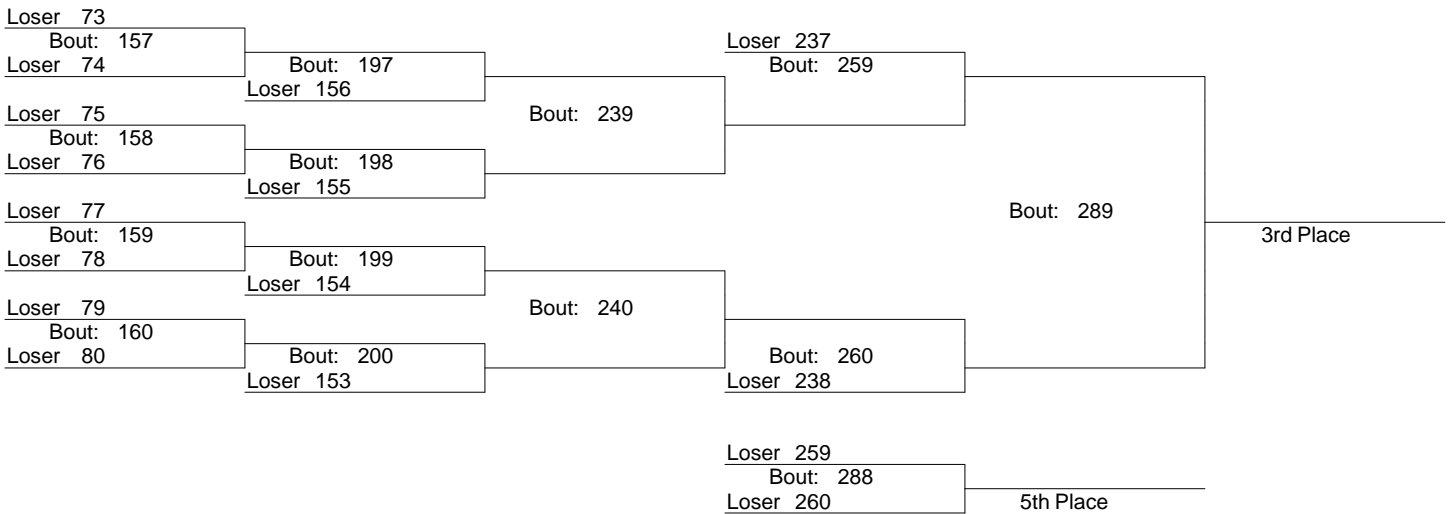 Loser 73
Bout: 157
Loser 74
Bout: 197
Loser 156
Loser 75
Bout: 158
Loser 76
Bout: 198
Loser 155
Bout: 239
Loser 237
Bout: 259
Loser 77
Bout: 159
Loser 78
Bout: 199
Loser 154
Loser 79
Bout: 160
Loser 80
Bout: 200
Loser 153
Bout: 240
Bout: 260
Loser 238
Bout: 289
3rd Place
Loser 259
Bout: 288
Loser 260
5th Place